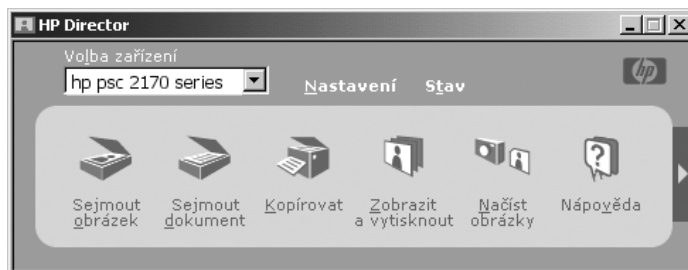 HP Director
Volba zařízení
hp psc 2170 series
Nastavení Stav
hp
Sejmout obrázek
Sejmout dokument
Kopírovat
Zobrazit a vytisknout
Načíst obrázky
Nápověda